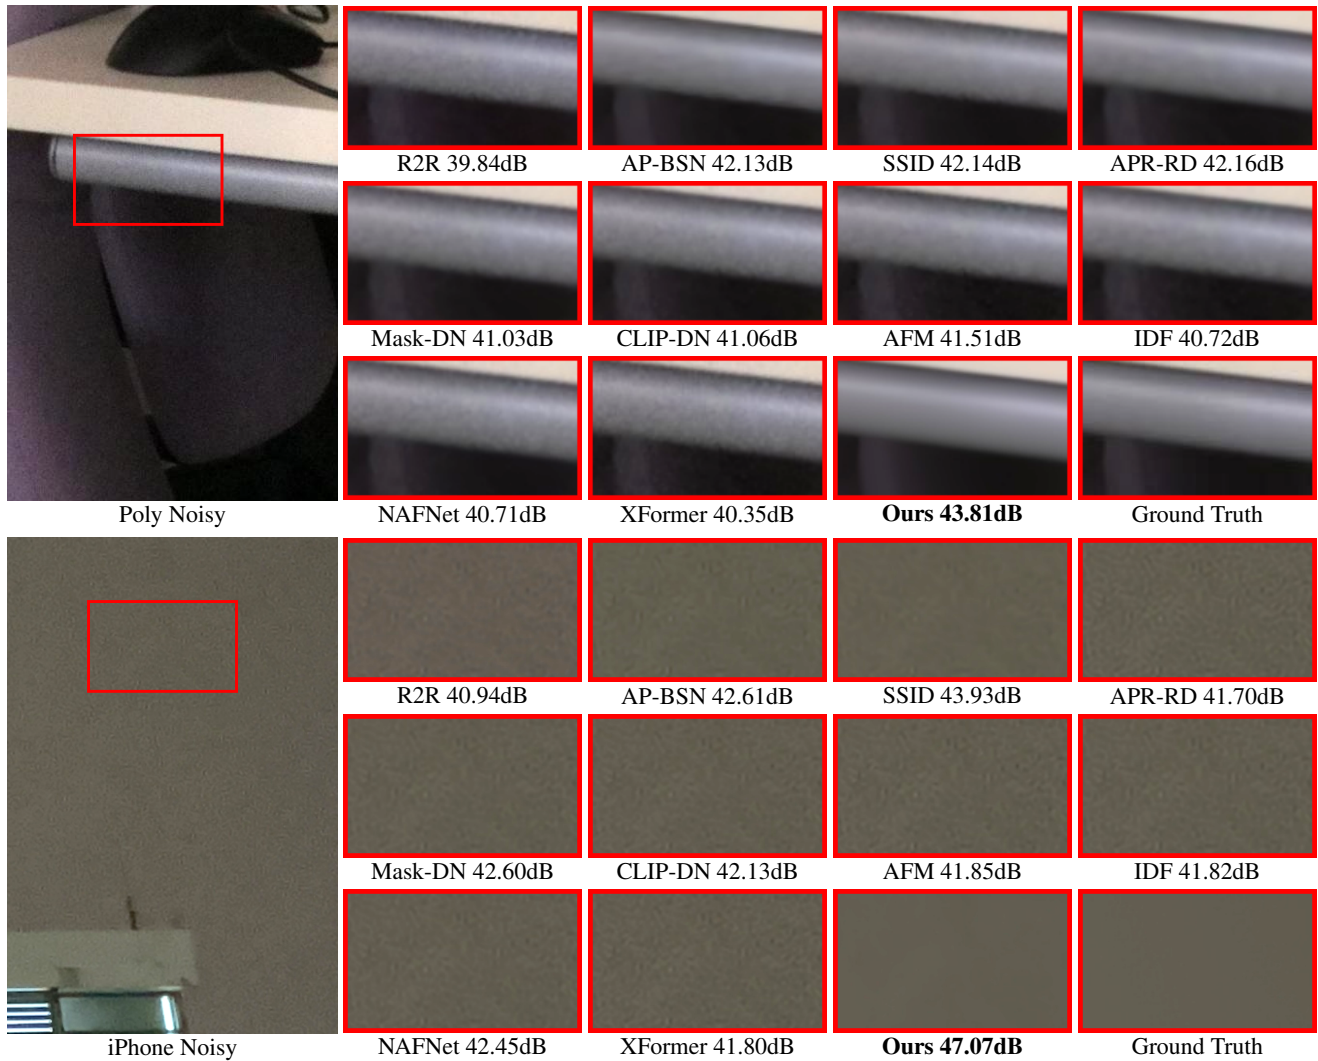 R2R 39.84dB
AP-BSN 42.13dB
SSID 42.14dB
APR-RD 42.16dB
Mask-DN 41.03dB
CLIP-DN 41.06dB
AFM 41.51dB
IDF 40.72dB
Poly Noisy
NAFNet 40.71dB
XFormer 40.35dB
Ours 43.81dB
Ground Truth
R2R 40.94dB
AP-BSN 42.61dB
SSID 43.93dB
APR-RD 41.70dB
Mask-DN 42.60dB
CLIP-DN 42.13dB
AFM 41.85dB
IDF 41.82dB
iPhone Noisy
NAFNet 42.45dB
XFormer 41.80dB
Ours 47.07dB
Ground Truth